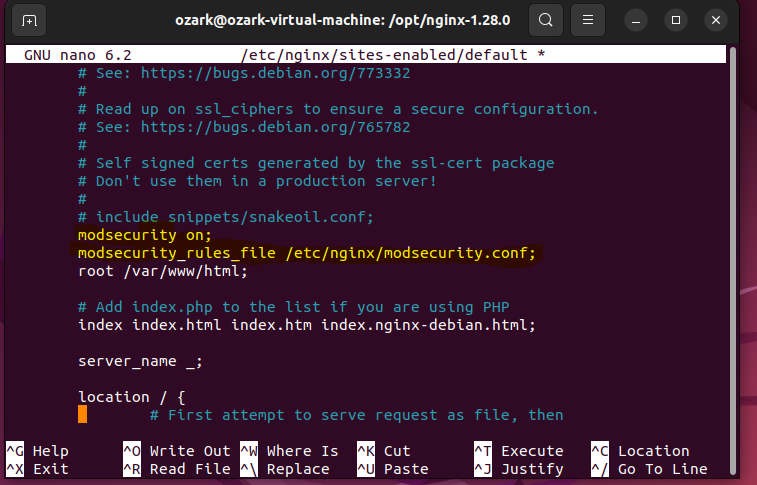 ozark@ozark-virtual-machine: /opt/nginx-1.28.0
GNU nano 6.2 /etc/nginx/sites-enabled/default *
# See: https://bugs.debian.org/773332
#
# Read up on ssl_ciphers to ensure a secure configuration.
# See: https://bugs.debian.org/765782
#
# Self signed certs generated by the ssl-cert package
# Don't use them in a production server!
#
# include snippets/snakeoil.conf;
modsecurity on;
modsecurity_rules_file /etc/nginx/modsecurity.conf;
root /var/www/html;
# Add index.php to the list if you are using PHP
index index.html index.htm index.nginx-debian.html;
server_name _;
location / {
# First attempt to serve request as file, then
^G Help ^O Write Out ^W Where Is ^K Cut ^T Execute ^C Location
^X Exit ^R Read File ^\ Replace ^U Paste ^J Justify ^/ Go To Line